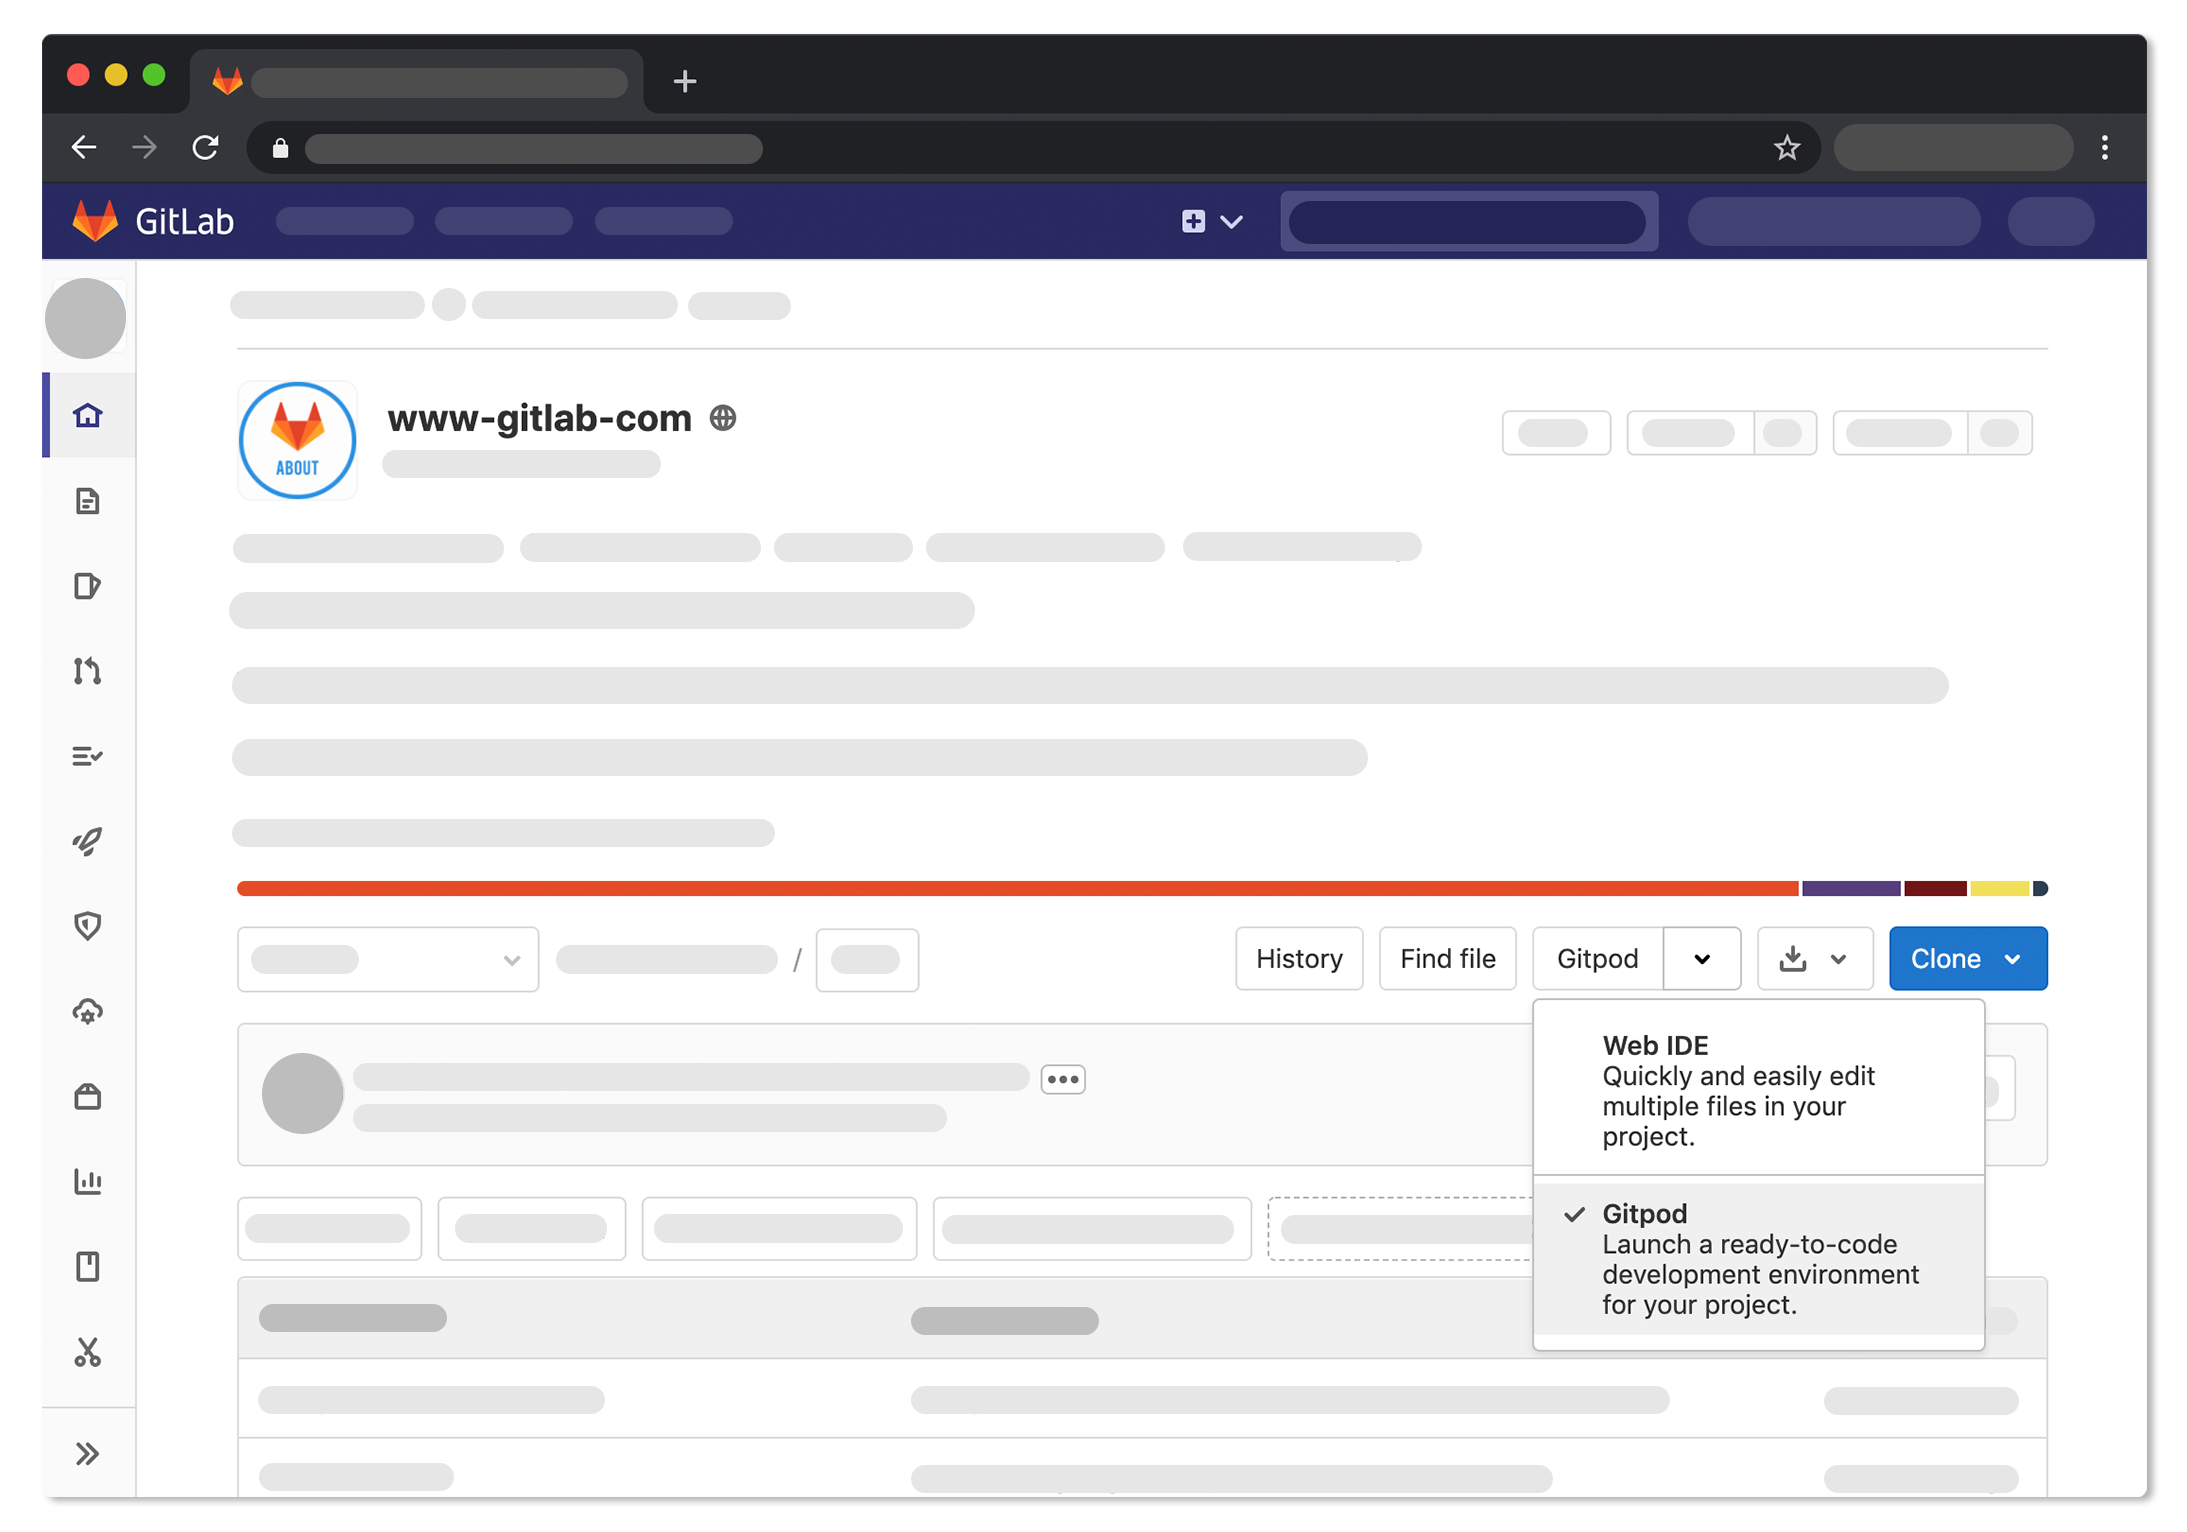 GitLab
www-gitlab-com
ABOUT
History
Find file
Gitpod
Clone
Web IDE
Quickly and easily edit
multiple files in your
project.
Gitpod
Launch a ready-to-code
development environment
for your project.